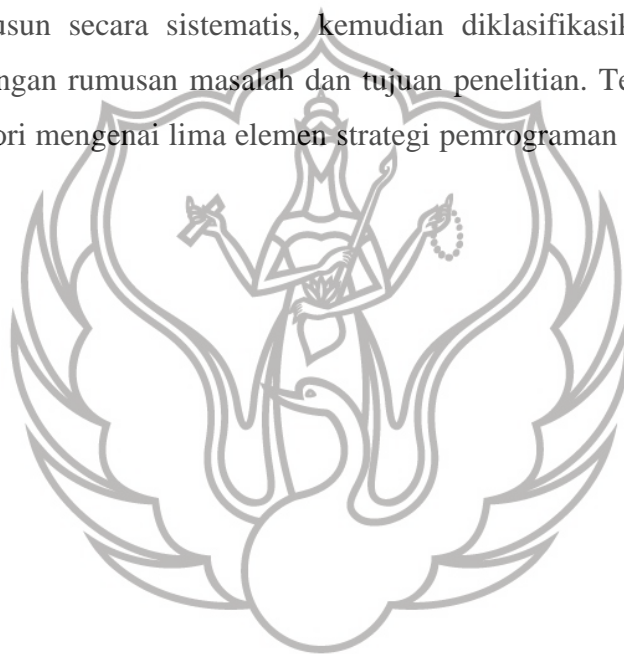 usun secara sistematis, kemudian diklasifikasik
ngan rumusan masalah dan tujuan penelitian. Te
ori mengenai lima elemen strategi pemrograman